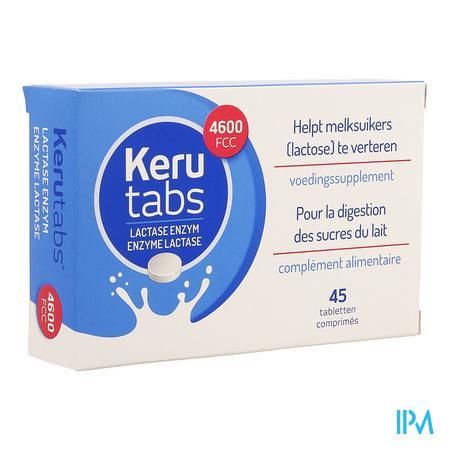 Kerutabs®
LACTASE ENZYM
ENZYME LACTASE
4600
FCC
4600
FCC
Keru
tabs
LACTASE ENZYM
ENZYME LACTASE
Helpt melksuikers
(lactose) te verteren
voedingssupplement
Pour la digestion
des sucres du lait
complément alimentaire
45
tabletten
comprimés
IPM